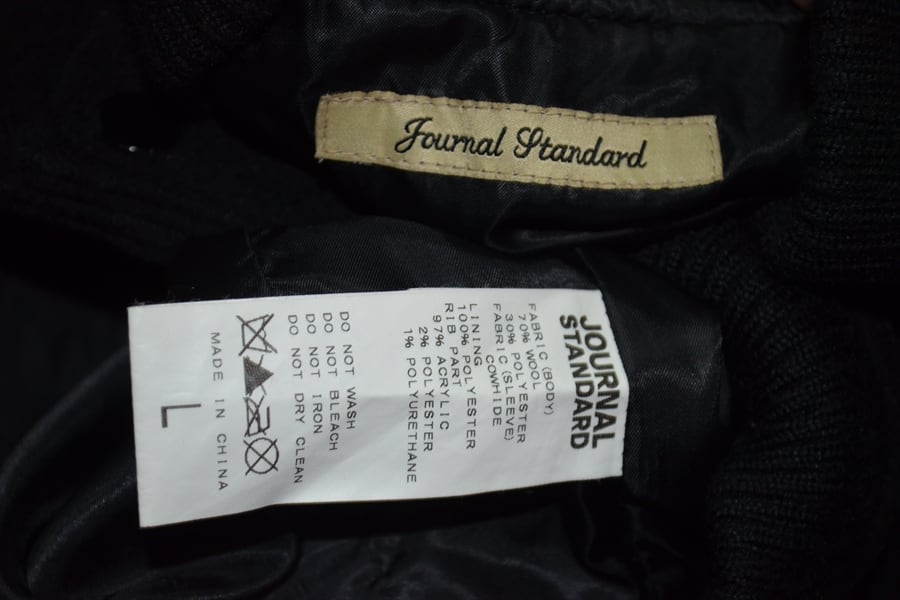 Journal Standard
JOURNAL
STANDARD
FABRIC (BODY)
70% WOOL
30% POLYESTER
FABRIC (SLEEVE)
COWHIDE
LINING
100% POLYESTER
RIB PART
97% ACRYLIC
2% POLYESTER
1% POLYURETHANE
DO NOT WASH
DO NOT BLEACH
DO NOT IRON
DO NOT DRY CLEAN
MADE IN CHINA
L